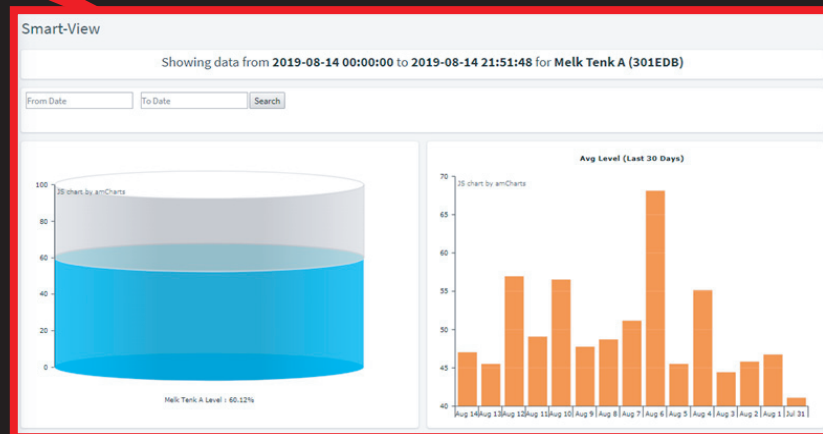 Smart-View
Showing data from 2019-08-14 00:00:00 to 2019-08-14 21:51:48 for Melk Tenk A (301EDB)
From Date To Date Search
JS chart by amCharts
100
80
60
40
20
0
Melk Tenk A Level : 60.12%
Avg Level (Last 30 Days)
JS chart by amCharts
70
65
60
55
50
45
40
Aug 14 Aug 13 Aug 12 Aug 11 Aug 10 Aug 9 Aug 8 Aug 7 Aug 6 Aug 5 Aug 4 Aug 3 Aug 2 Aug 1 Jul 31